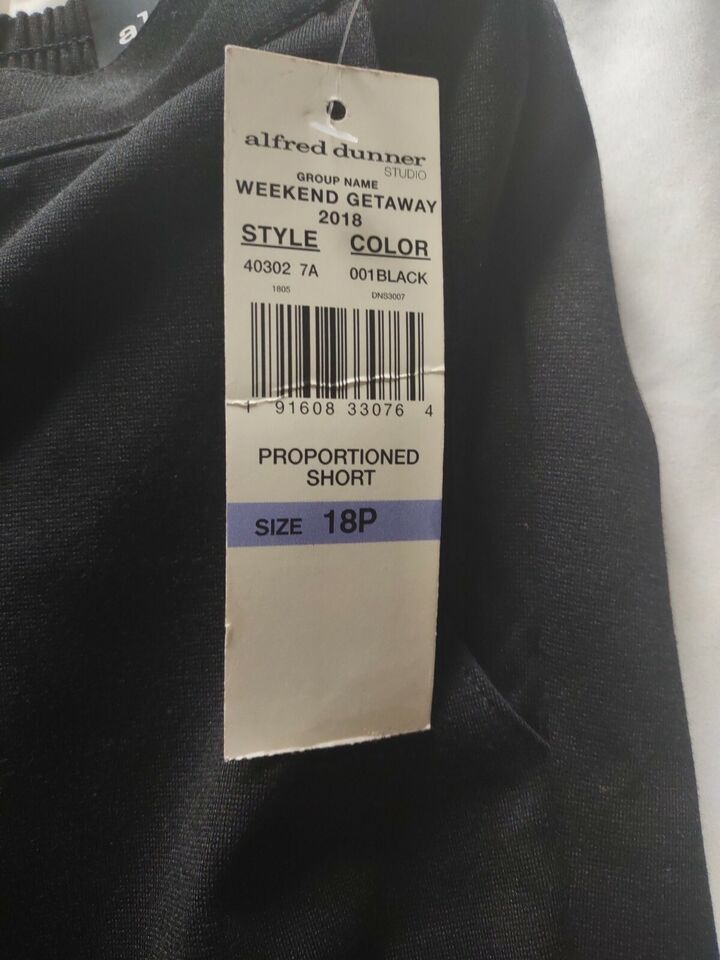 alfred dunner
STUDIO
GROUP NAME
WEEKEND GETAWAY
2018
STYLE COLOR
40302 7A 001BLACK
1805 DNS3007
1 91608 33076 4
PROPORTIONED
SHORT
SIZE 18P